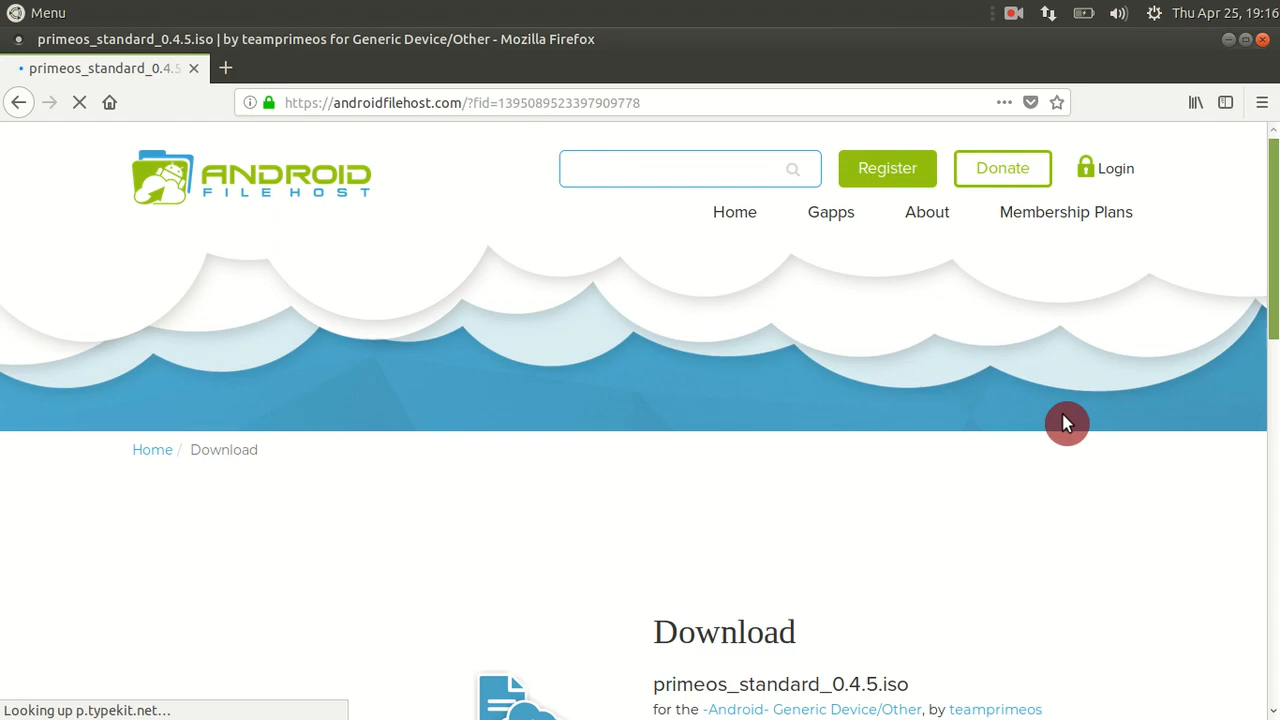 Menu
Thu Apr 25, 19:16
primeos_standard_0.4.5.iso | by teamprimeos for Generic Device/Other - Mozilla Firefox
primeos_standard_0.4.5
https://androidfilehost.com/?fid=1395089523397909778
ANDROID
FILE HOST
Register
Donate
Login
Home
Gapps
About
Membership Plans
Home / Download
Download
primeos_standard_0.4.5.iso
for the -Android- Generic Device/Other, by teamprimeos
Looking up p.typekit.net...